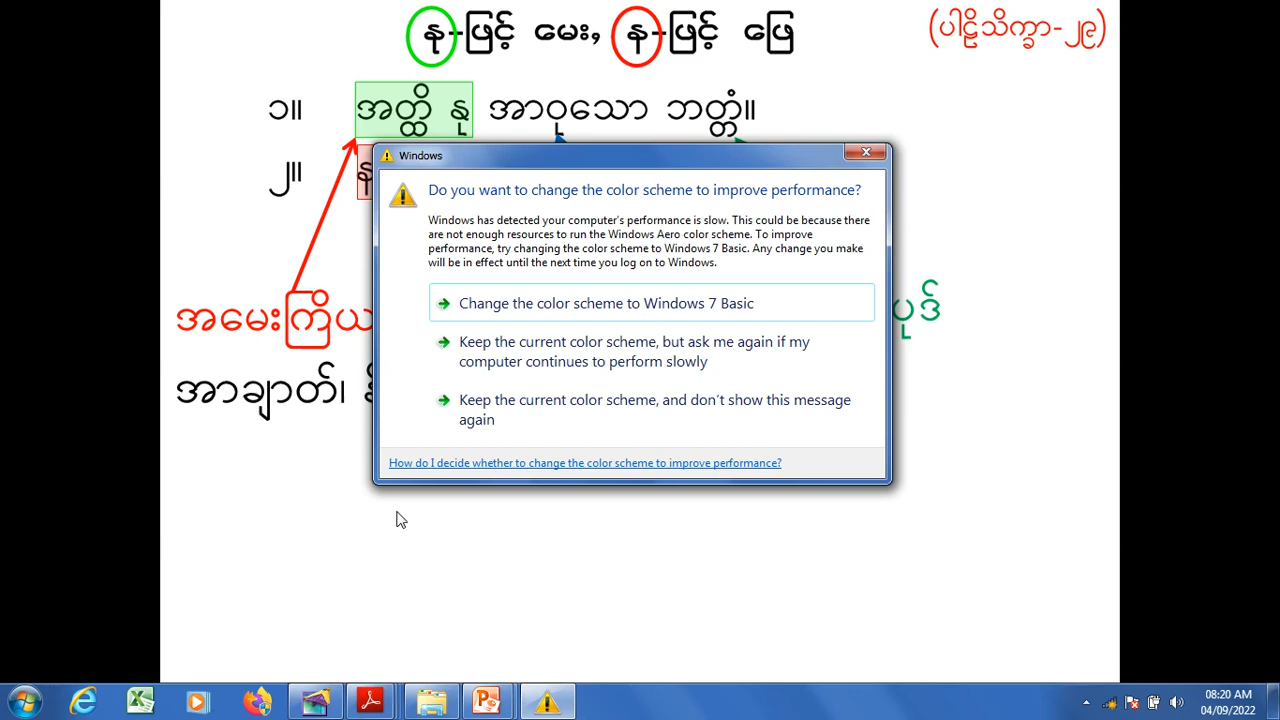 နု-ဖြင့် မေး, န-ဖြင့် ဖြေ
(ပါဠိသိက္ခာ-၂၉)
၁။ အတ္ထိ နု အာဝုသော ဘတ္တံ။
၂။ န
Windows
Do you want to change the color scheme to improve performance?
Windows has detected your computer's performance is slow. This could be because there
are not enough resources to run the Windows Aero color scheme. To improve
performance, try changing the color scheme to Windows 7 Basic. Any change you make
will be in effect until the next time you log on to Windows.
Change the color scheme to Windows 7 Basic
Keep the current color scheme, but ask me again if my
computer continues to perform slowly
Keep the current color scheme, and don't show this message
again
How do I decide whether to change the color scheme to improve performance?
အမေးကြိယ
ပုဒ်
အာချာတ်၊
08:20 AM
04/09/2022